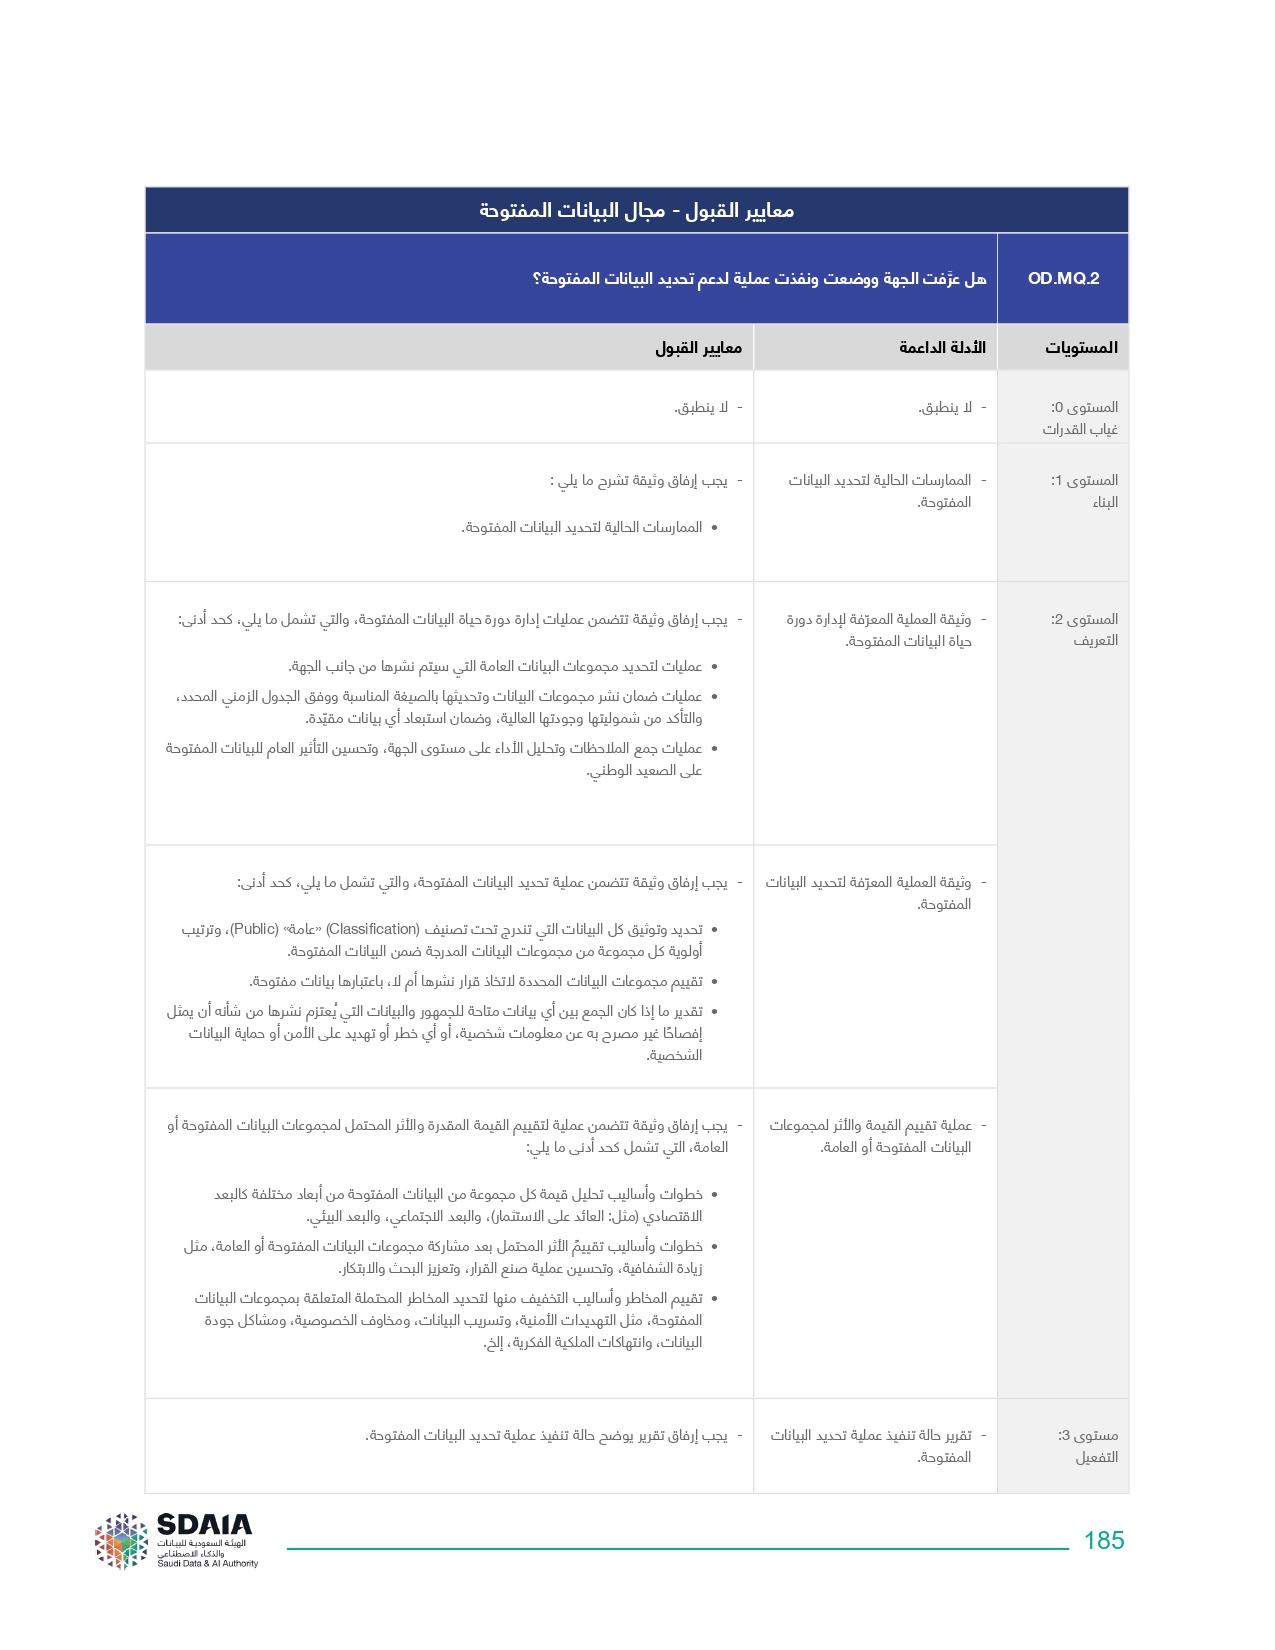 معايير القبول - مجال البيانات المفتوحة
OD.MQ.2
هل عرَّفت الجهة ووضعت ونفذت عملية لدعم تحديد البيانات المفتوحة؟
المستويات
الأدلة الداعمة
معايير القبول
المستوى 0:
غياب القدرات
- لا ينطبق.
- لا ينطبق.
المستوى 1:
البناء
- الممارسات الحالية لتحديد البيانات
المفتوحة.
- يجب إرفاق وثيقة تشرح ما يلي :
• الممارسات الحالية لتحديد البيانات المفتوحة.
المستوى 2:
التعريف
- وثيقة العملية المعرّفة لإدارة دورة
حياة البيانات المفتوحة.
- يجب إرفاق وثيقة تتضمن عمليات إدارة دورة حياة البيانات المفتوحة، والتي تشمل ما يلي، كحد أدنى:
• عمليات لتحديد مجموعات البيانات العامة التي سيتم نشرها من جانب الجهة.
• عمليات ضمان نشر مجموعات البيانات وتحديثها بالصيغة المناسبة ووفق الجدول الزمني المحدد،
والتأكد من شموليتها وجودتها العالية، وضمان استبعاد أي بيانات مقيّدة.
• عمليات جمع الملاحظات وتحليل الأداء على مستوى الجهة، وتحسين التأثير العام للبيانات المفتوحة
على الصعيد الوطني.
- وثيقة العملية المعرّفة لتحديد البيانات
المفتوحة.
- يجب إرفاق وثيقة تتضمن عملية تحديد البيانات المفتوحة، والتي تشمل ما يلي، كحد أدنى:
• تحديد وتوثيق كل البيانات التي تندرج تحت تصنيف (Classification) «عامة» (Public)، وترتيب
أولوية كل مجموعة من مجموعات البيانات المدرجة ضمن البيانات المفتوحة.
• تقييم مجموعات البيانات المحددة لاتخاذ قرار نشرها أم لا، باعتبارها بيانات مفتوحة.
• تقدير ما إذا كان الجمع بين أي بيانات متاحة للجمهور والبيانات التي يُعتزم نشرها من شأنه أن يمثل
إفصاحًا غير مصرح به عن معلومات شخصية، أو أي خطر أو تهديد على الأمن أو حماية البيانات
الشخصية.
- عملية تقييم القيمة والأثر لمجموعات
البيانات المفتوحة أو العامة.
- يجب إرفاق وثيقة تتضمن عملية لتقييم القيمة المقدرة والأثر المحتمل لمجموعات البيانات المفتوحة أو
العامة، التي تشمل كحد أدنى ما يلي:
• خطوات وأساليب تحليل قيمة كل مجموعة من البيانات المفتوحة من أبعاد مختلفة كالبعد
الاقتصادي (مثل: العائد على الاستثمار)، والبعد الاجتماعي، والبعد البيئي.
• خطوات وأساليب تقييمً الأثر المحتمل بعد مشاركة مجموعات البيانات المفتوحة أو العامة، مثل
زيادة الشفافية، وتحسين عملية صنع القرار، وتعزيز البحث والابتكار.
• تقييم المخاطر وأساليب التخفيف منها لتحديد المخاطر المحتملة المتعلقة بمجموعات البيانات
المفتوحة، مثل التهديدات الأمنية، وتسريب البيانات، ومخاوف الخصوصية، ومشاكل جودة
البيانات، وانتهاكات الملكية الفكرية، إلخ.
مستوى 3:
التفعيل
- تقرير حالة تنفيذ عملية تحديد البيانات
المفتوحة.
- يجب إرفاق تقرير يوضح حالة تنفيذ عملية تحديد البيانات المفتوحة.
185
SDAIA
الهيئة السعودية للبيانات
والذكاء الاصطناعي
Saudi Data & AI Authority